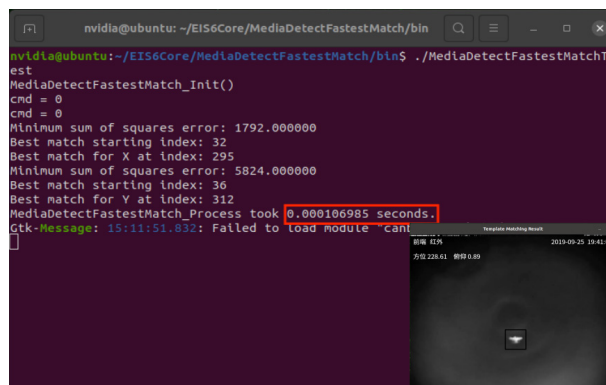 nvidia@ubuntu: ~/EIS6Core/MediaDetectFastestMatch/bin
nvidia@ubuntu:~/EIS6Core/MediaDetectFastestMatch/bin$ ./MediaDetectFastestMatchT
est
MediaDetectFastestMatch_Init()
cmd = 0
cmd = 0
Minimum sum of squares error: 1792.000000
Best match starting index: 32
Best match for X at index: 295
Minimum sum of squares error: 5824.000000
Best match starting index: 36
Best match for Y at index: 312
MediaDetectFastestMatch_Process took 0.000106985 seconds.
Gtk-Message: 15:11:51.832: Failed to load module "canb
Template Matching Result
前端 红外 2019-09-25 19:41:
方位 228.61 俯仰 0.89